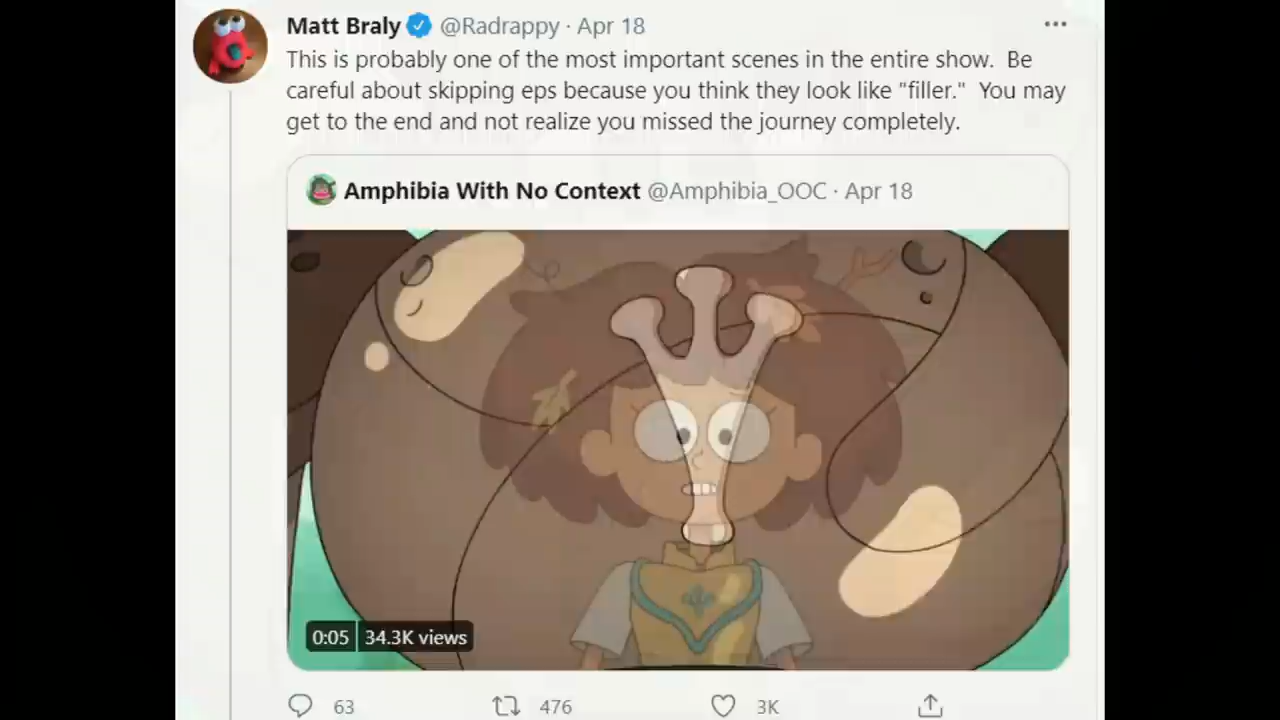 Matt Braly @Radrappy · Apr 18
This is probably one of the most important scenes in the entire show.  Be
careful about skipping eps because you think they look like "filler."  You may
get to the end and not realize you missed the journey completely.
Amphibia With No Context @Amphibia_OOC · Apr 18
0:05 34.3K views
63 476 3K